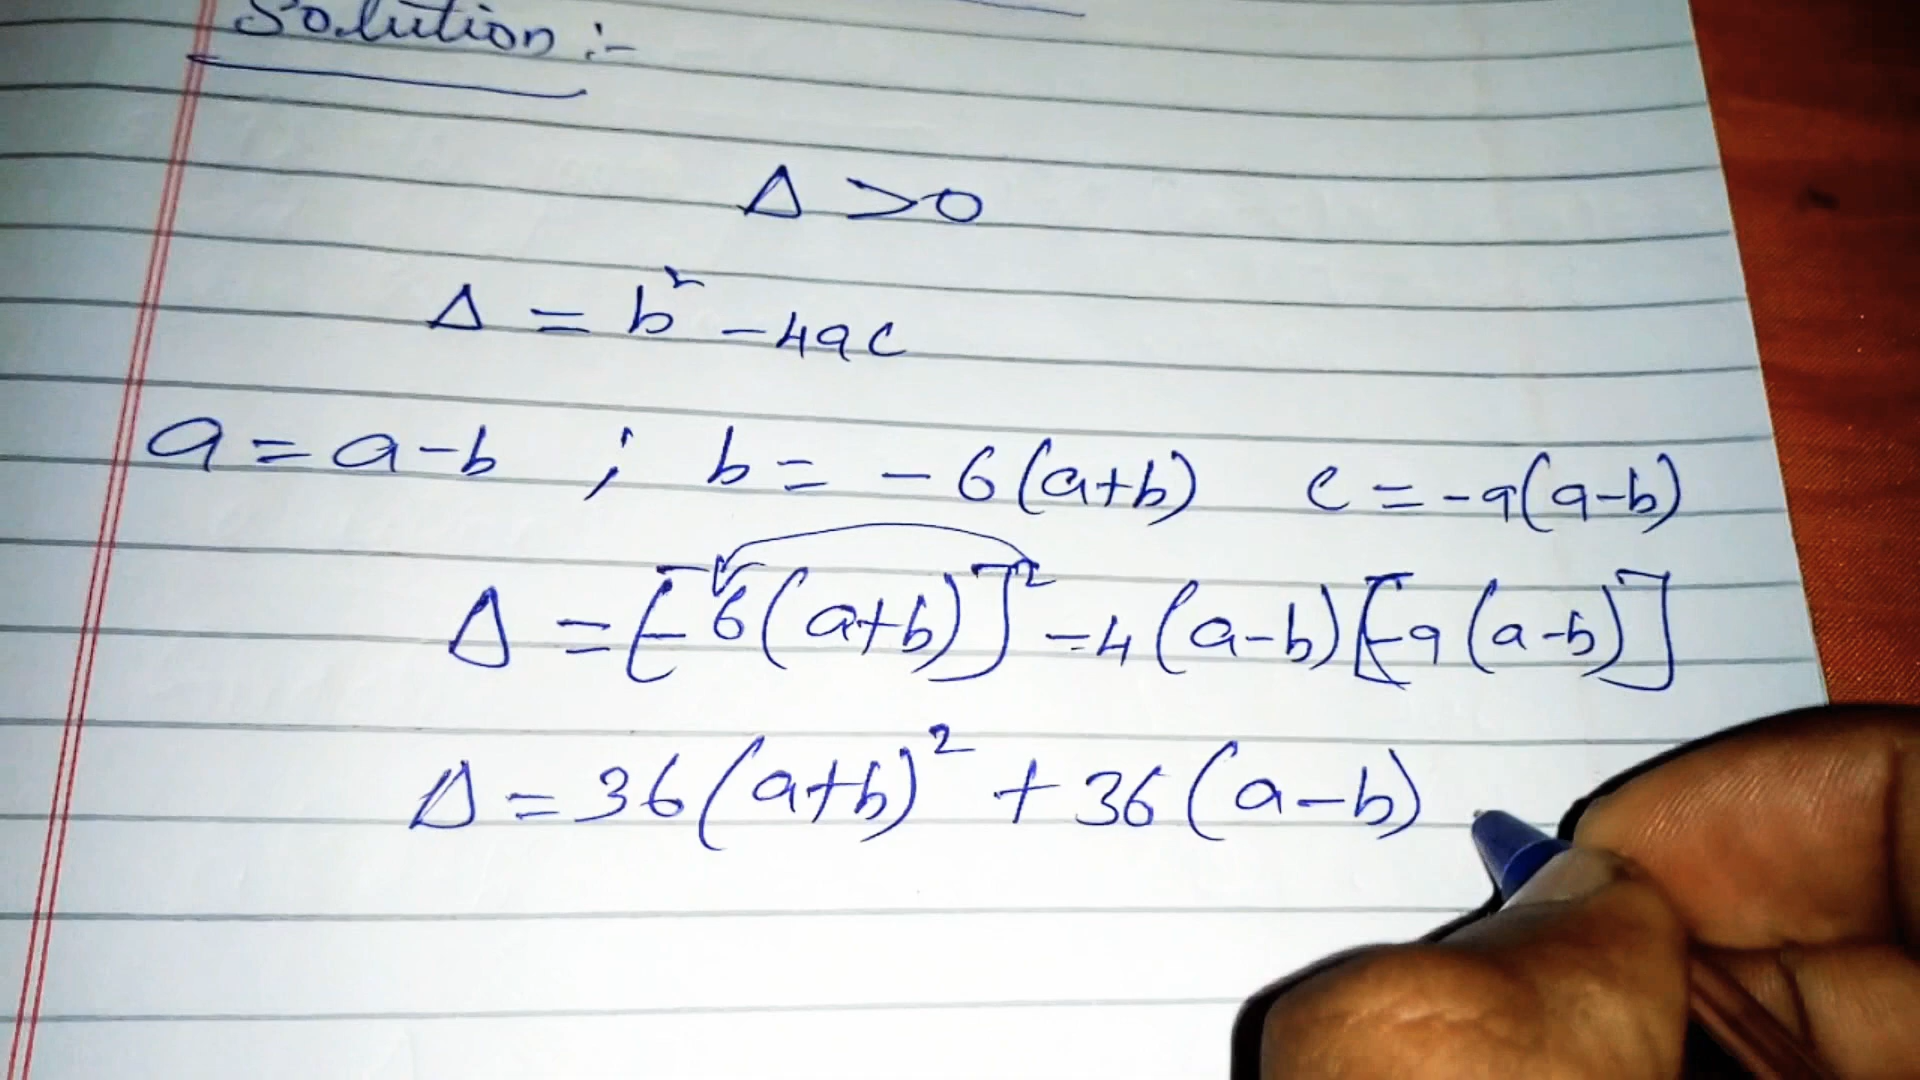 Solution :-
Δ > 0
Δ = b² - 4ac
a = a-b ; b = - 6(a+b) c = -9(a-b)
Δ = [-6(a+b)]² - 4(a-b)[-9(a-b)]
Δ = 36(a+b)² + 36(a-b)